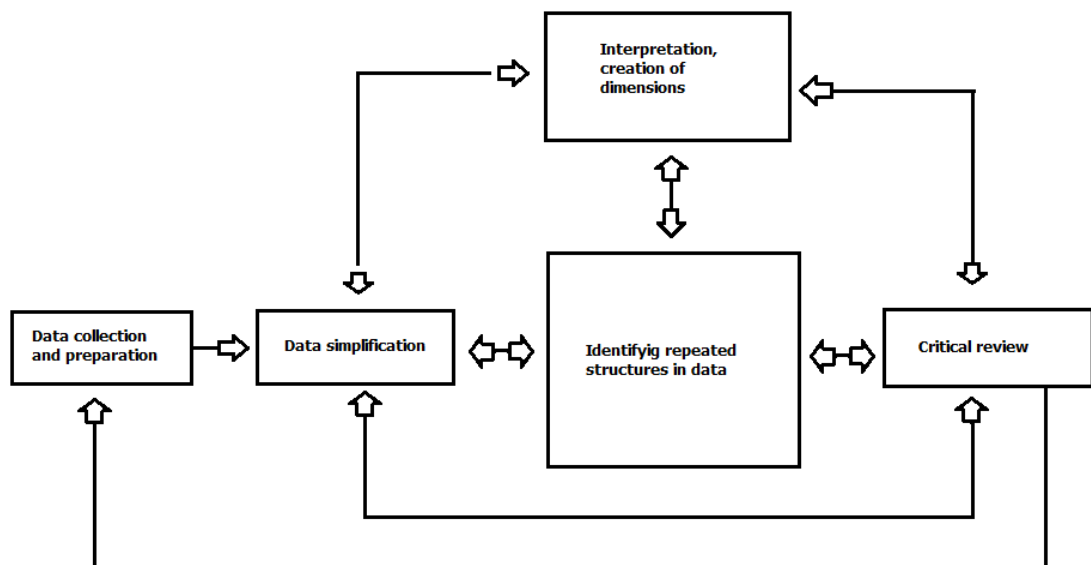 Interpretation,
creation of
dimensions
Data collection
and preparation
Data simplification
Identifyig repeated
structures in data
Critical review